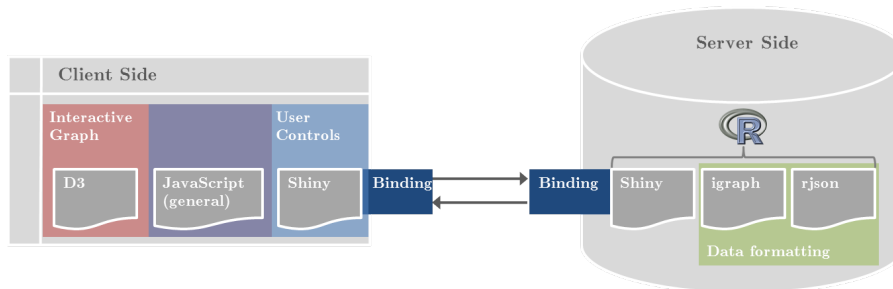 Client Side
Interactive
Graph
User
Controls
D3
JavaScript
(general)
Shiny
Binding
Server Side
R
Binding
Shiny
igraph
rjson
Data formatting